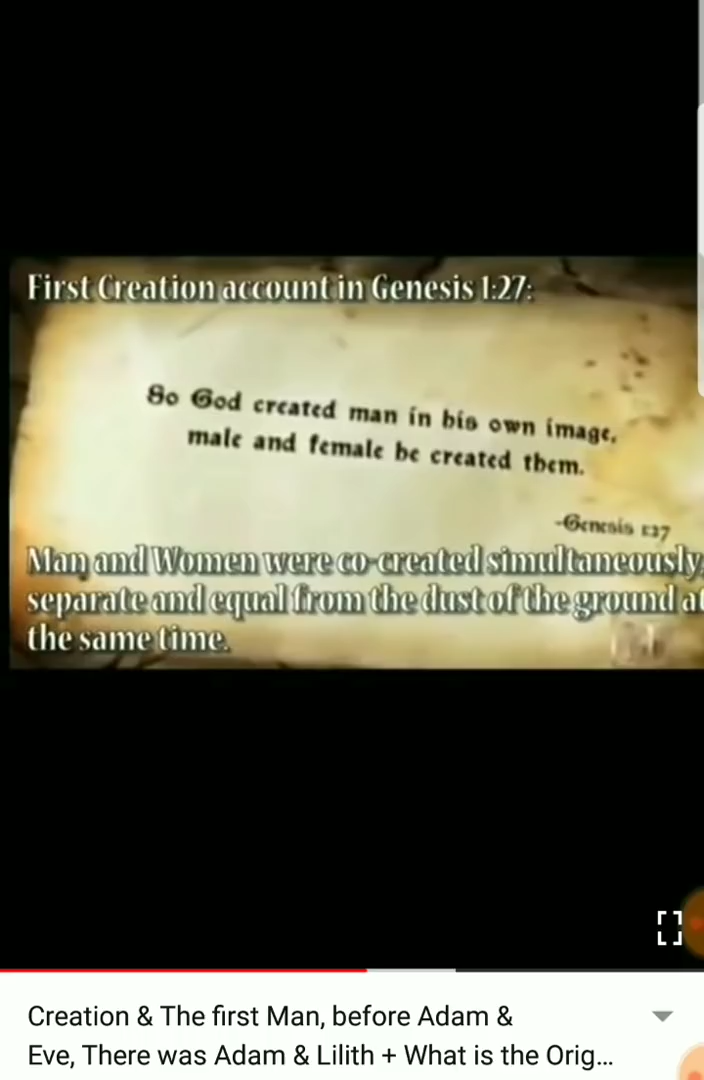 First Creation account in Genesis 1:27:
So God created man in his own image,
male and female he created them.
-Genesis 1:27
Man and Women were co-created simultaneously,
separate and equal from the dust of the ground at
the same time.
Creation & The first Man, before Adam &
Eve, There was Adam & Lilith + What is the Orig...